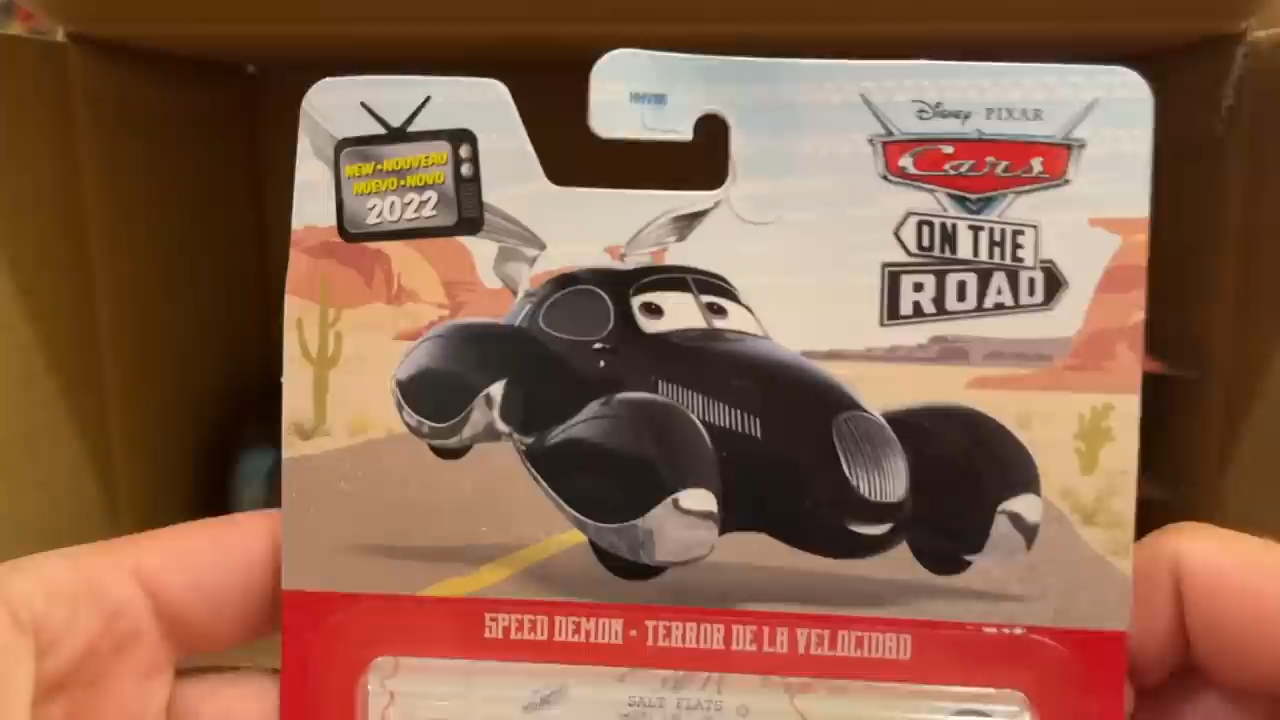 NEW • NOUVEAU
NUEVO • NOVO
2022
Disney PIXAR
Cars
ON THE
ROAD
SPEED DEMON - TERROR DE LA VELOCIDAD
SALT FLATS